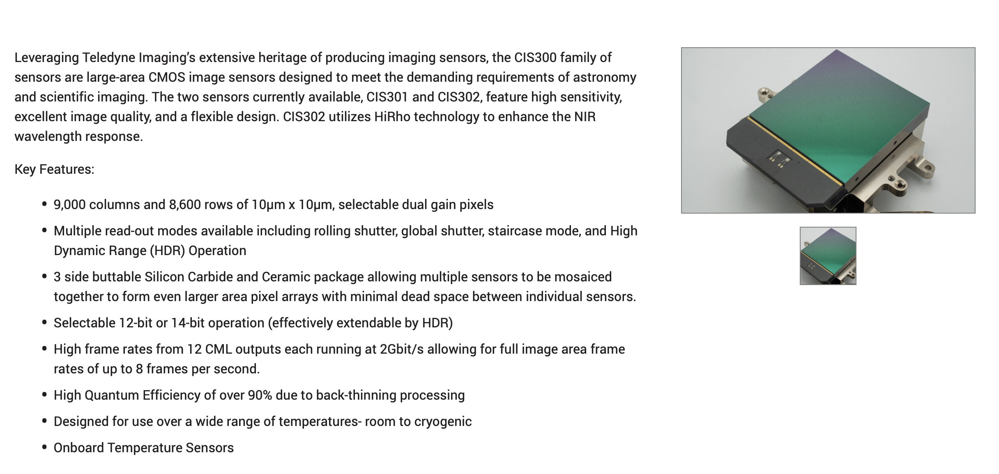 Leveraging Teledyne Imaging’s extensive heritage of producing imaging sensors, the CIS300 family of
sensors are large-area CMOS image sensors designed to meet the demanding requirements of astronomy
and scientific imaging. The two sensors currently available, CIS301 and CIS302, feature high sensitivity,
excellent image quality, and a flexible design. CIS302 utilizes HiRho technology to enhance the NIR
wavelength response.
Key Features:
• 9,000 columns and 8,600 rows of 10µm x 10µm, selectable dual gain pixels
• Multiple read-out modes available including rolling shutter, global shutter, staircase mode, and High
Dynamic Range (HDR) Operation
• 3 side buttable Silicon Carbide and Ceramic package allowing multiple sensors to be mosaiced
together to form even larger area pixel arrays with minimal dead space between individual sensors.
• Selectable 12-bit or 14-bit operation (effectively extendable by HDR)
• High frame rates from 12 CML outputs each running at 2Gbit/s allowing for full image area frame
rates of up to 8 frames per second.
• High Quantum Efficiency of over 90% due to back-thinning processing
• Designed for use over a wide range of temperatures- room to cryogenic
• Onboard Temperature Sensors